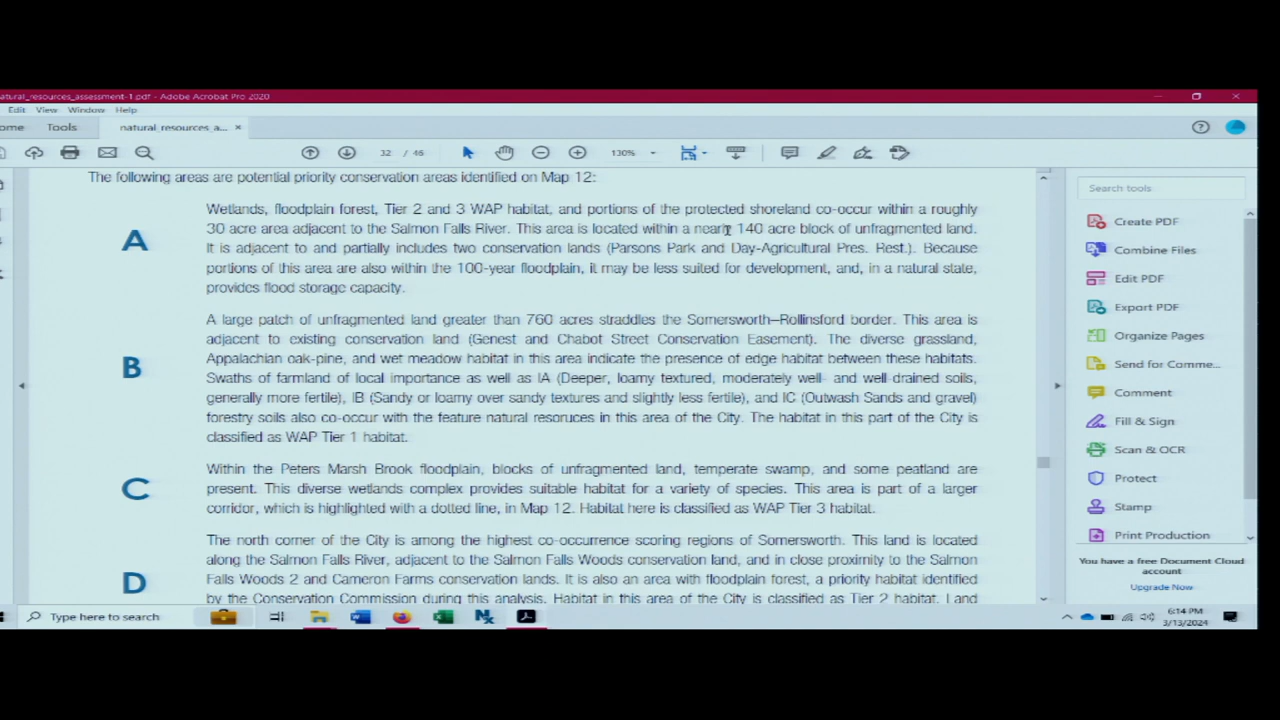 natural_resources_assessment-1.pdf - Adobe Acrobat Pro 2020
Edit View Window Help
ome Tools natural_resources_a... ×
32 / 46 130%
The following areas are potential priority conservation areas identified on Map 12:
A
Wetlands, floodplain forest, Tier 2 and 3 WAP habitat, and portions of the protected shoreland co-occur within a roughly
30 acre area adjacent to the Salmon Falls River. This area is located within a nearly 140 acre block of unfragmented land.
It is adjacent to and partially includes two conservation lands (Parsons Park and Day-Agricultural Pres. Rest.). Because
portions of this area are also within the 100-year floodplain, it may be less suited for development, and, in a natural state,
provides flood storage capacity.
B
A large patch of unfragmented land greater than 760 acres straddles the Somersworth–Rollinsford border. This area is
adjacent to existing conservation land (Genest and Chabot Street Conservation Easement). The diverse grassland,
Appalachian oak-pine, and wet meadow habitat in this area indicate the presence of edge habitat between these habitats.
Swaths of farmland of local importance as well as IA (Deeper, loamy textured, moderately well- and well-drained soils,
generally more fertile), IB (Sandy or loamy over sandy textures and slightly less fertile), and IC (Outwash Sands and gravel)
forestry soils also co-occur with the feature natural resoruces in this area of the City. The habitat in this part of the City is
classified as WAP Tier 1 habitat.
C
Within the Peters Marsh Brook floodplain, blocks of unfragmented land, temperate swamp, and some peatland are
present. This diverse wetlands complex provides suitable habitat for a variety of species. This area is part of a larger
corridor, which is highlighted with a dotted line, in Map 12. Habitat here is classified as WAP Tier 3 habitat.
D
The north corner of the City is among the highest co-occurrence scoring regions of Somersworth. This land is located
along the Salmon Falls River, adjacent to the Salmon Falls Woods conservation land, and in close proximity to the Salmon
Falls Woods 2 and Cameron Farms conservation lands. It is also an area with floodplain forest, a priority habitat identified
by the Conservation Commission during this analysis. Habitat in this area of the City is classified as Tier 2 habitat. Land
Search tools
Create PDF
Combine Files
Edit PDF
Export PDF
Organize Pages
Send for Comme...
Comment
Fill & Sign
Scan & OCR
Protect
Stamp
Print Production
You have a free Document Cloud
account
Upgrade Now
Type here to search
6:14 PM
3/13/2024